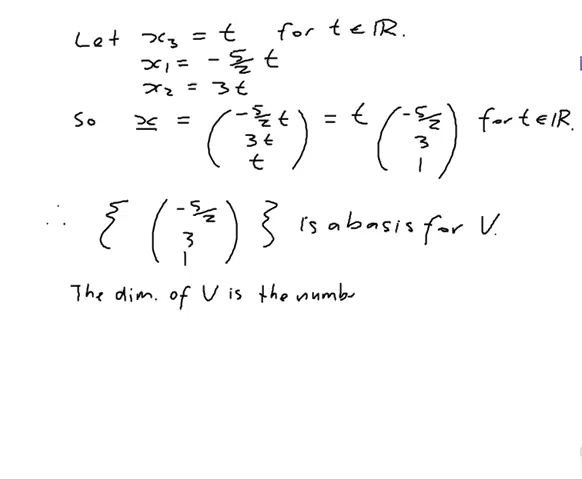 Let x₃ = t for t ∈ ℝ.
x₁ = -5/2 t
x₂ = 3t
So x = (-5/2 t, 3t, t) = t (-5/2, 3, 1) for t ∈ ℝ.
∴ { (-5/2, 3, 1) } is a basis for V.
The dim. of V is the numb